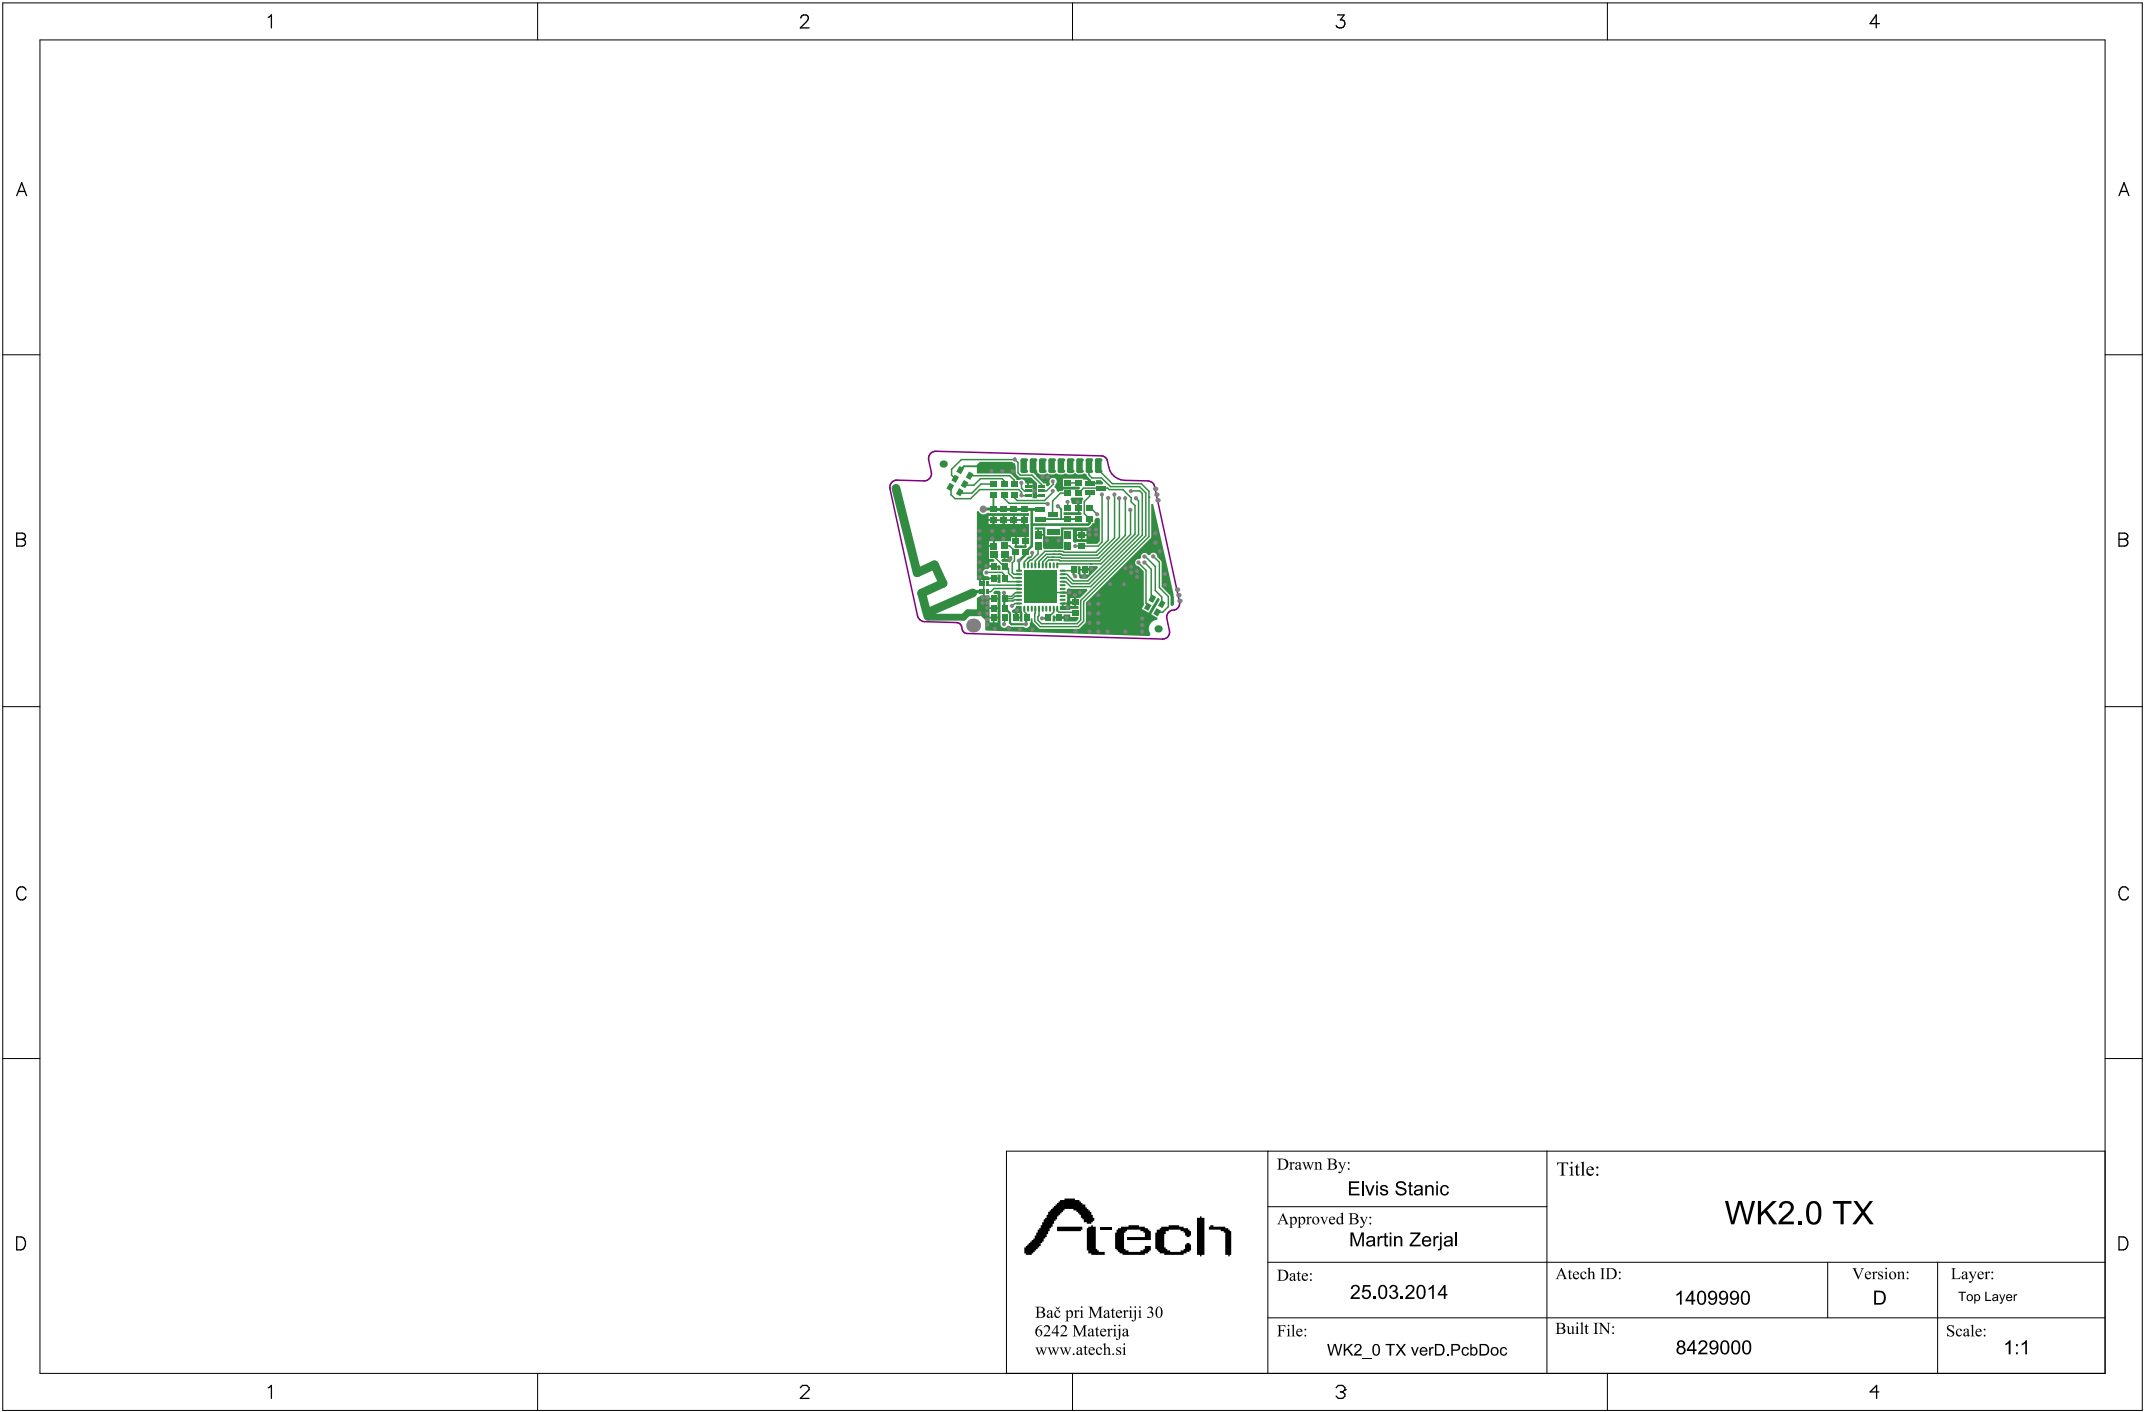 1 2 3 4
A A
B B
C C
D D
Atech
Bač pri Materiji 30
6242 Materija
www.atech.si
Drawn By:
Elvis Stanic
Approved By:
Martin Zerjal
Date:
25.03.2014
File:
WK2_0 TX verD.PcbDoc
Title:
WK2.0 TX
Atech ID:
1409990
Version:
D
Layer:
Top Layer
Built IN:
8429000
Scale:
1:1
1 2 3 4